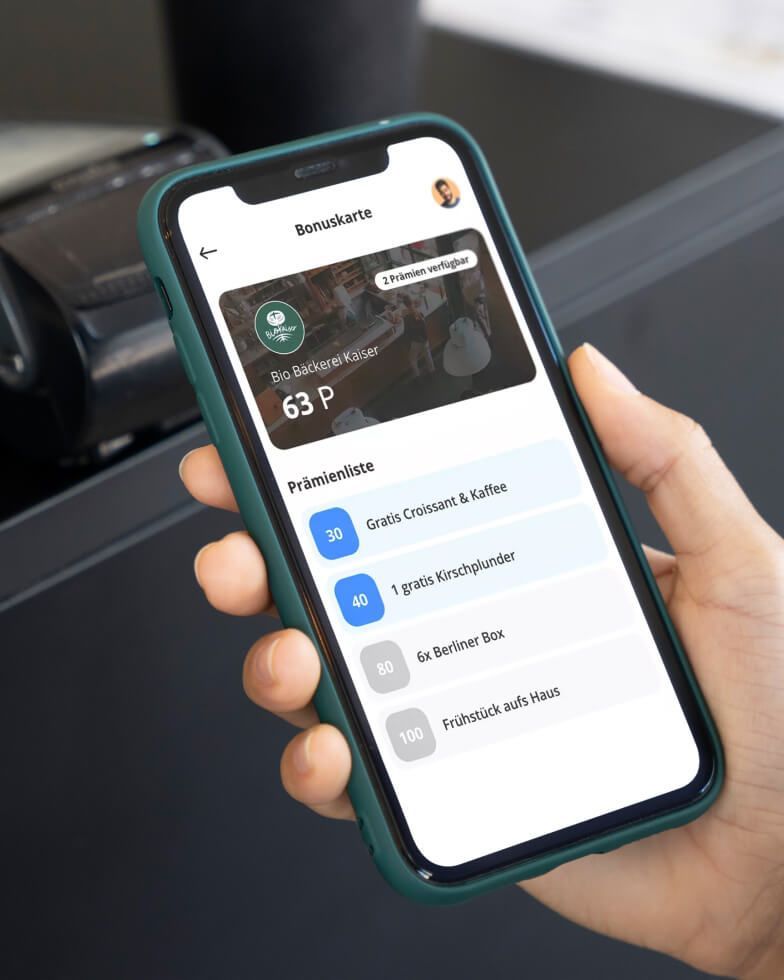 Bonuskarte
2 Prämien verfügbar
BioKaiser
Bio Bäckerei Kaiser
63 P
Prämienliste
30 Gratis Croissant & Kaffee
40 1 gratis Kirschplunder
80 6x Berliner Box
100 Frühstück aufs Haus